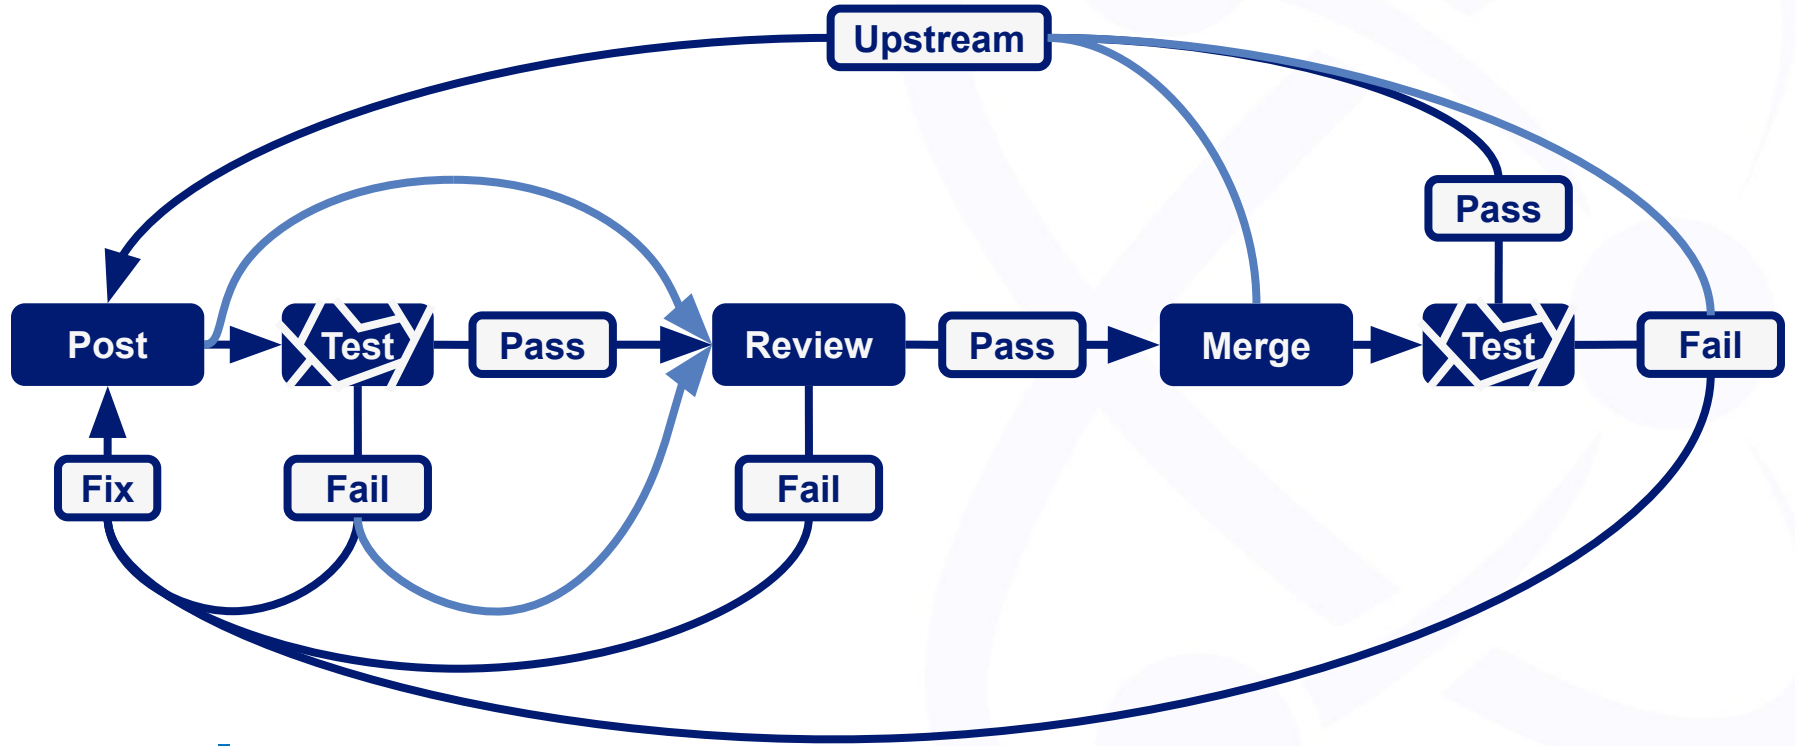 Upstream
Pass
Post
Test
Pass
Review
Pass
Merge
Test
Fail
Fix
Fail
Fail